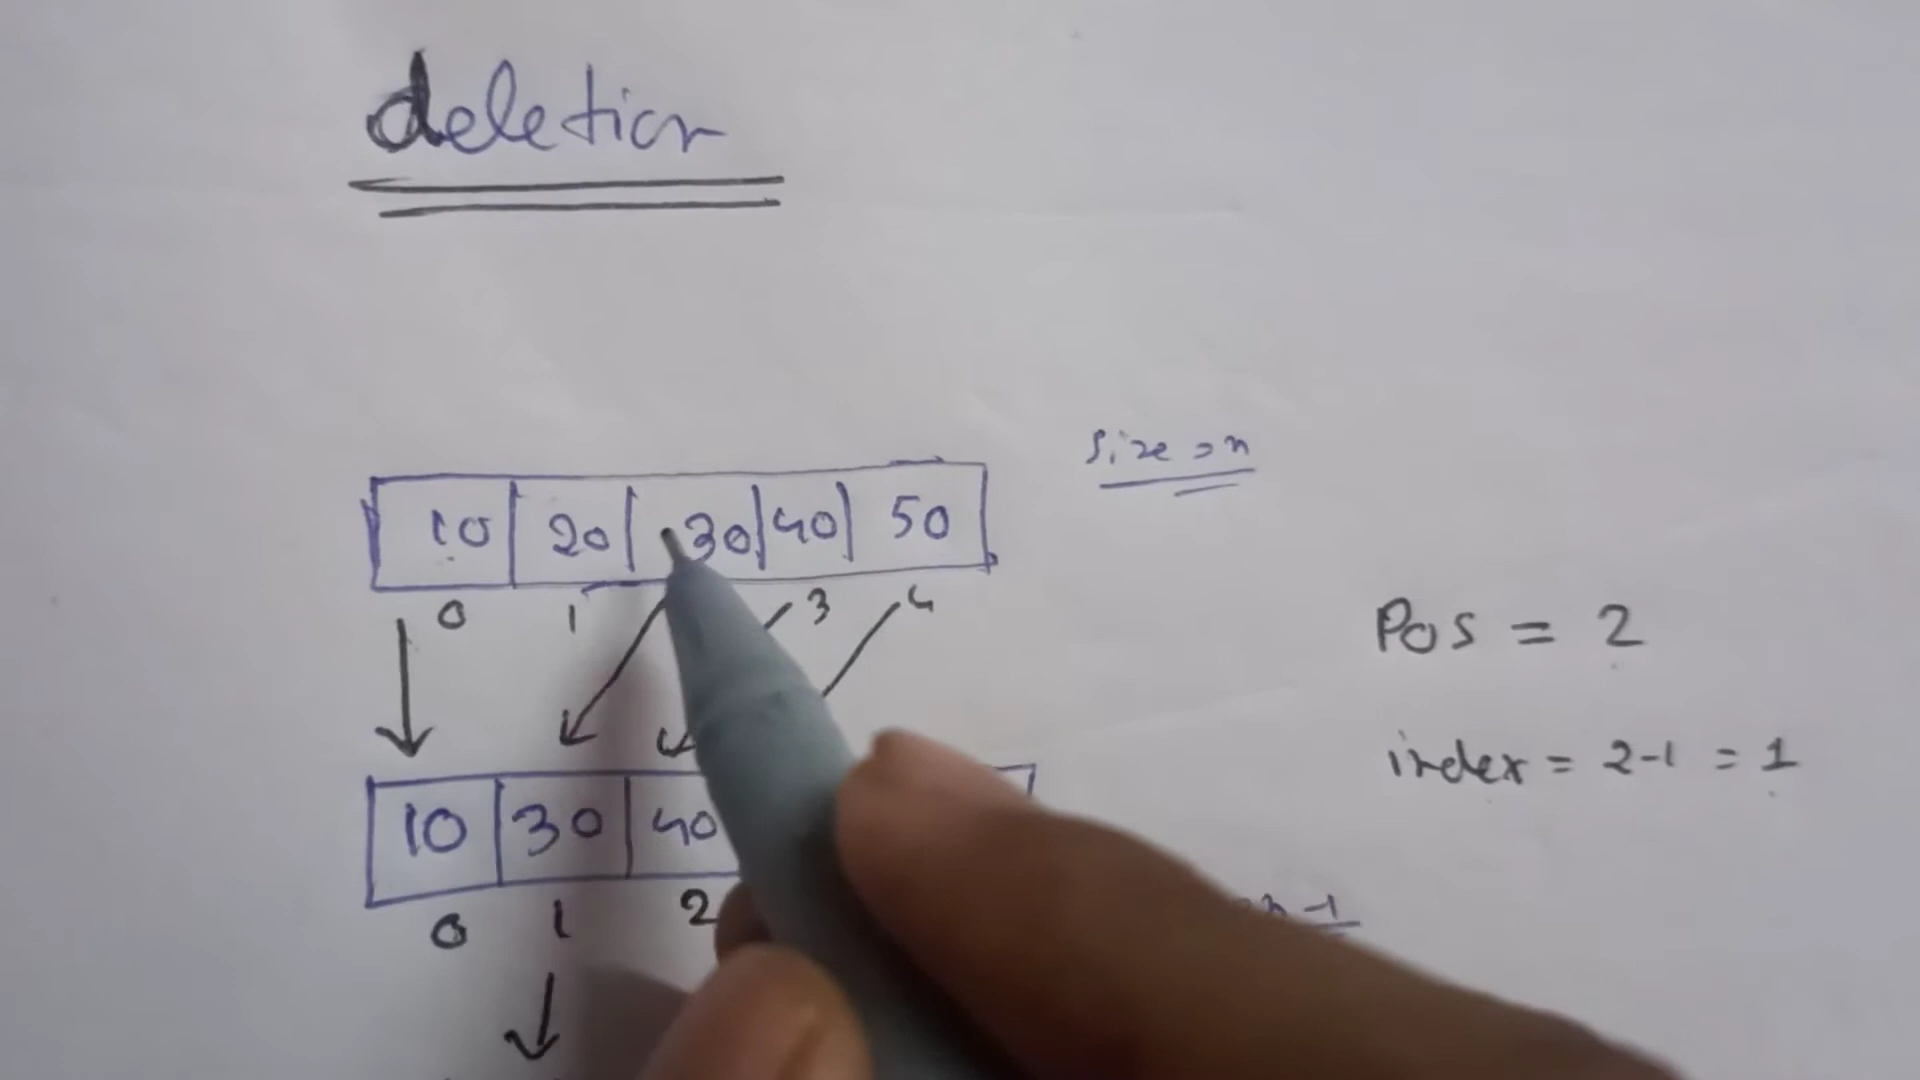 deletion
size = n
10 20 30 40 50
0 1 3 4
Pos = 2
index = 2-1 = 1
10 30 40
n-1
0 1 2